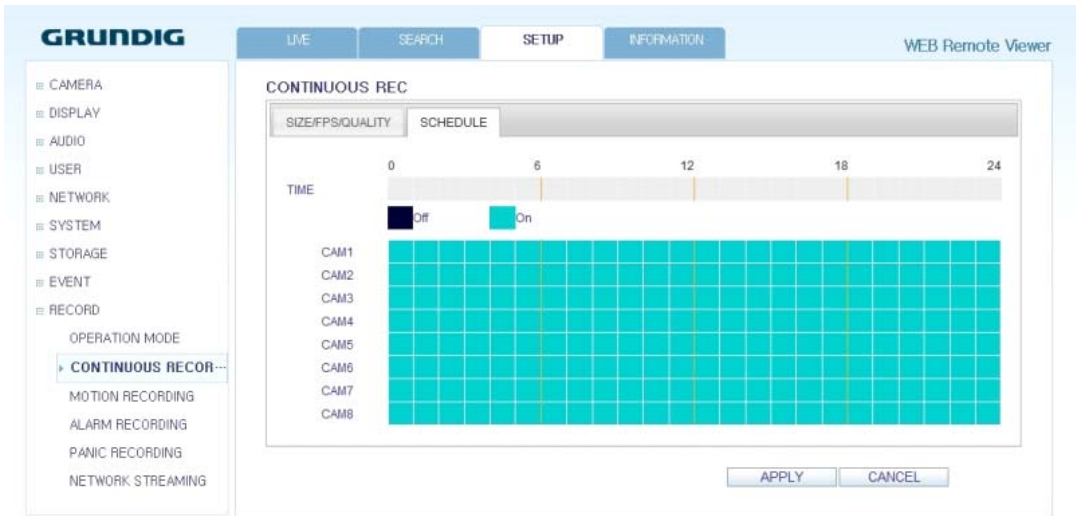 GRUNDIG
LIVE SEARCH SETUP INFORMATION
WEB Remote Viewer
CAMERA
DISPLAY
AUDIO
USER
NETWORK
SYSTEM
STORAGE
EVENT
RECORD
OPERATION MODE
CONTINUOUS RECOR···
MOTION RECORDING
ALARM RECORDING
PANIC RECORDING
NETWORK STREAMING
CONTINUOUS REC
SIZE/FPS/QUALITY SCHEDULE
0 6 12 18 24
TIME
Off On
CAM1
CAM2
CAM3
CAM4
CAM5
CAM6
CAM7
CAM8
APPLY CANCEL